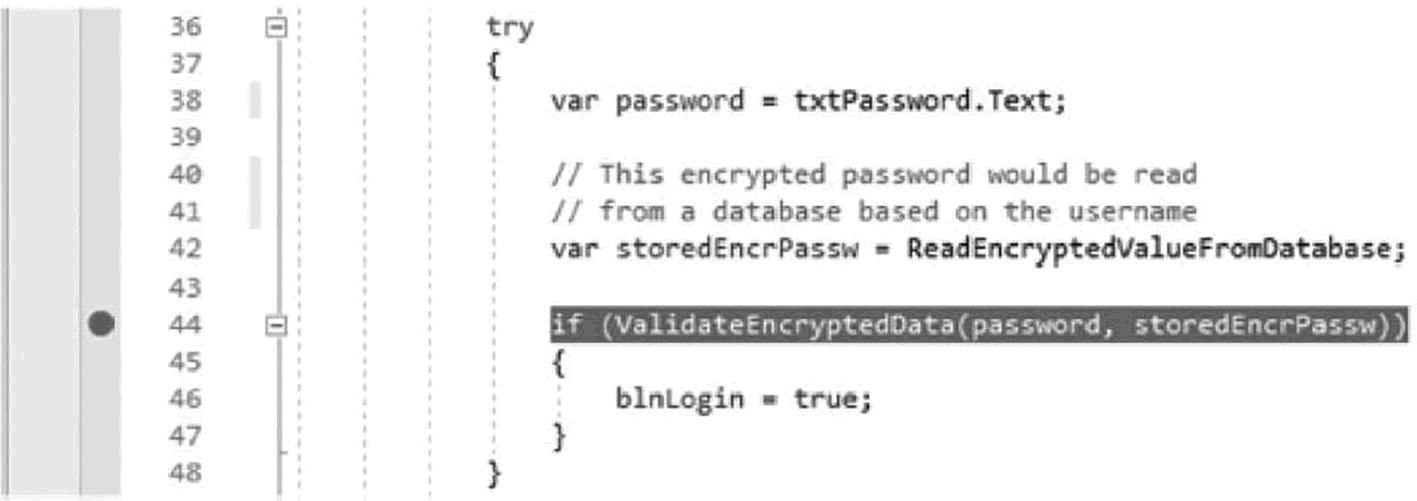 36 try
37 {
38 var password = txtPassword.Text;
39
40 // This encrypted password would be read
41 // from a database based on the username
42 var storedEncrPassw = ReadEncryptedValueFromDatabase;
43
44 if (ValidateEncryptedData(password, storedEncrPassw))
45 {
46 blnLogin = true;
47 }
48 }